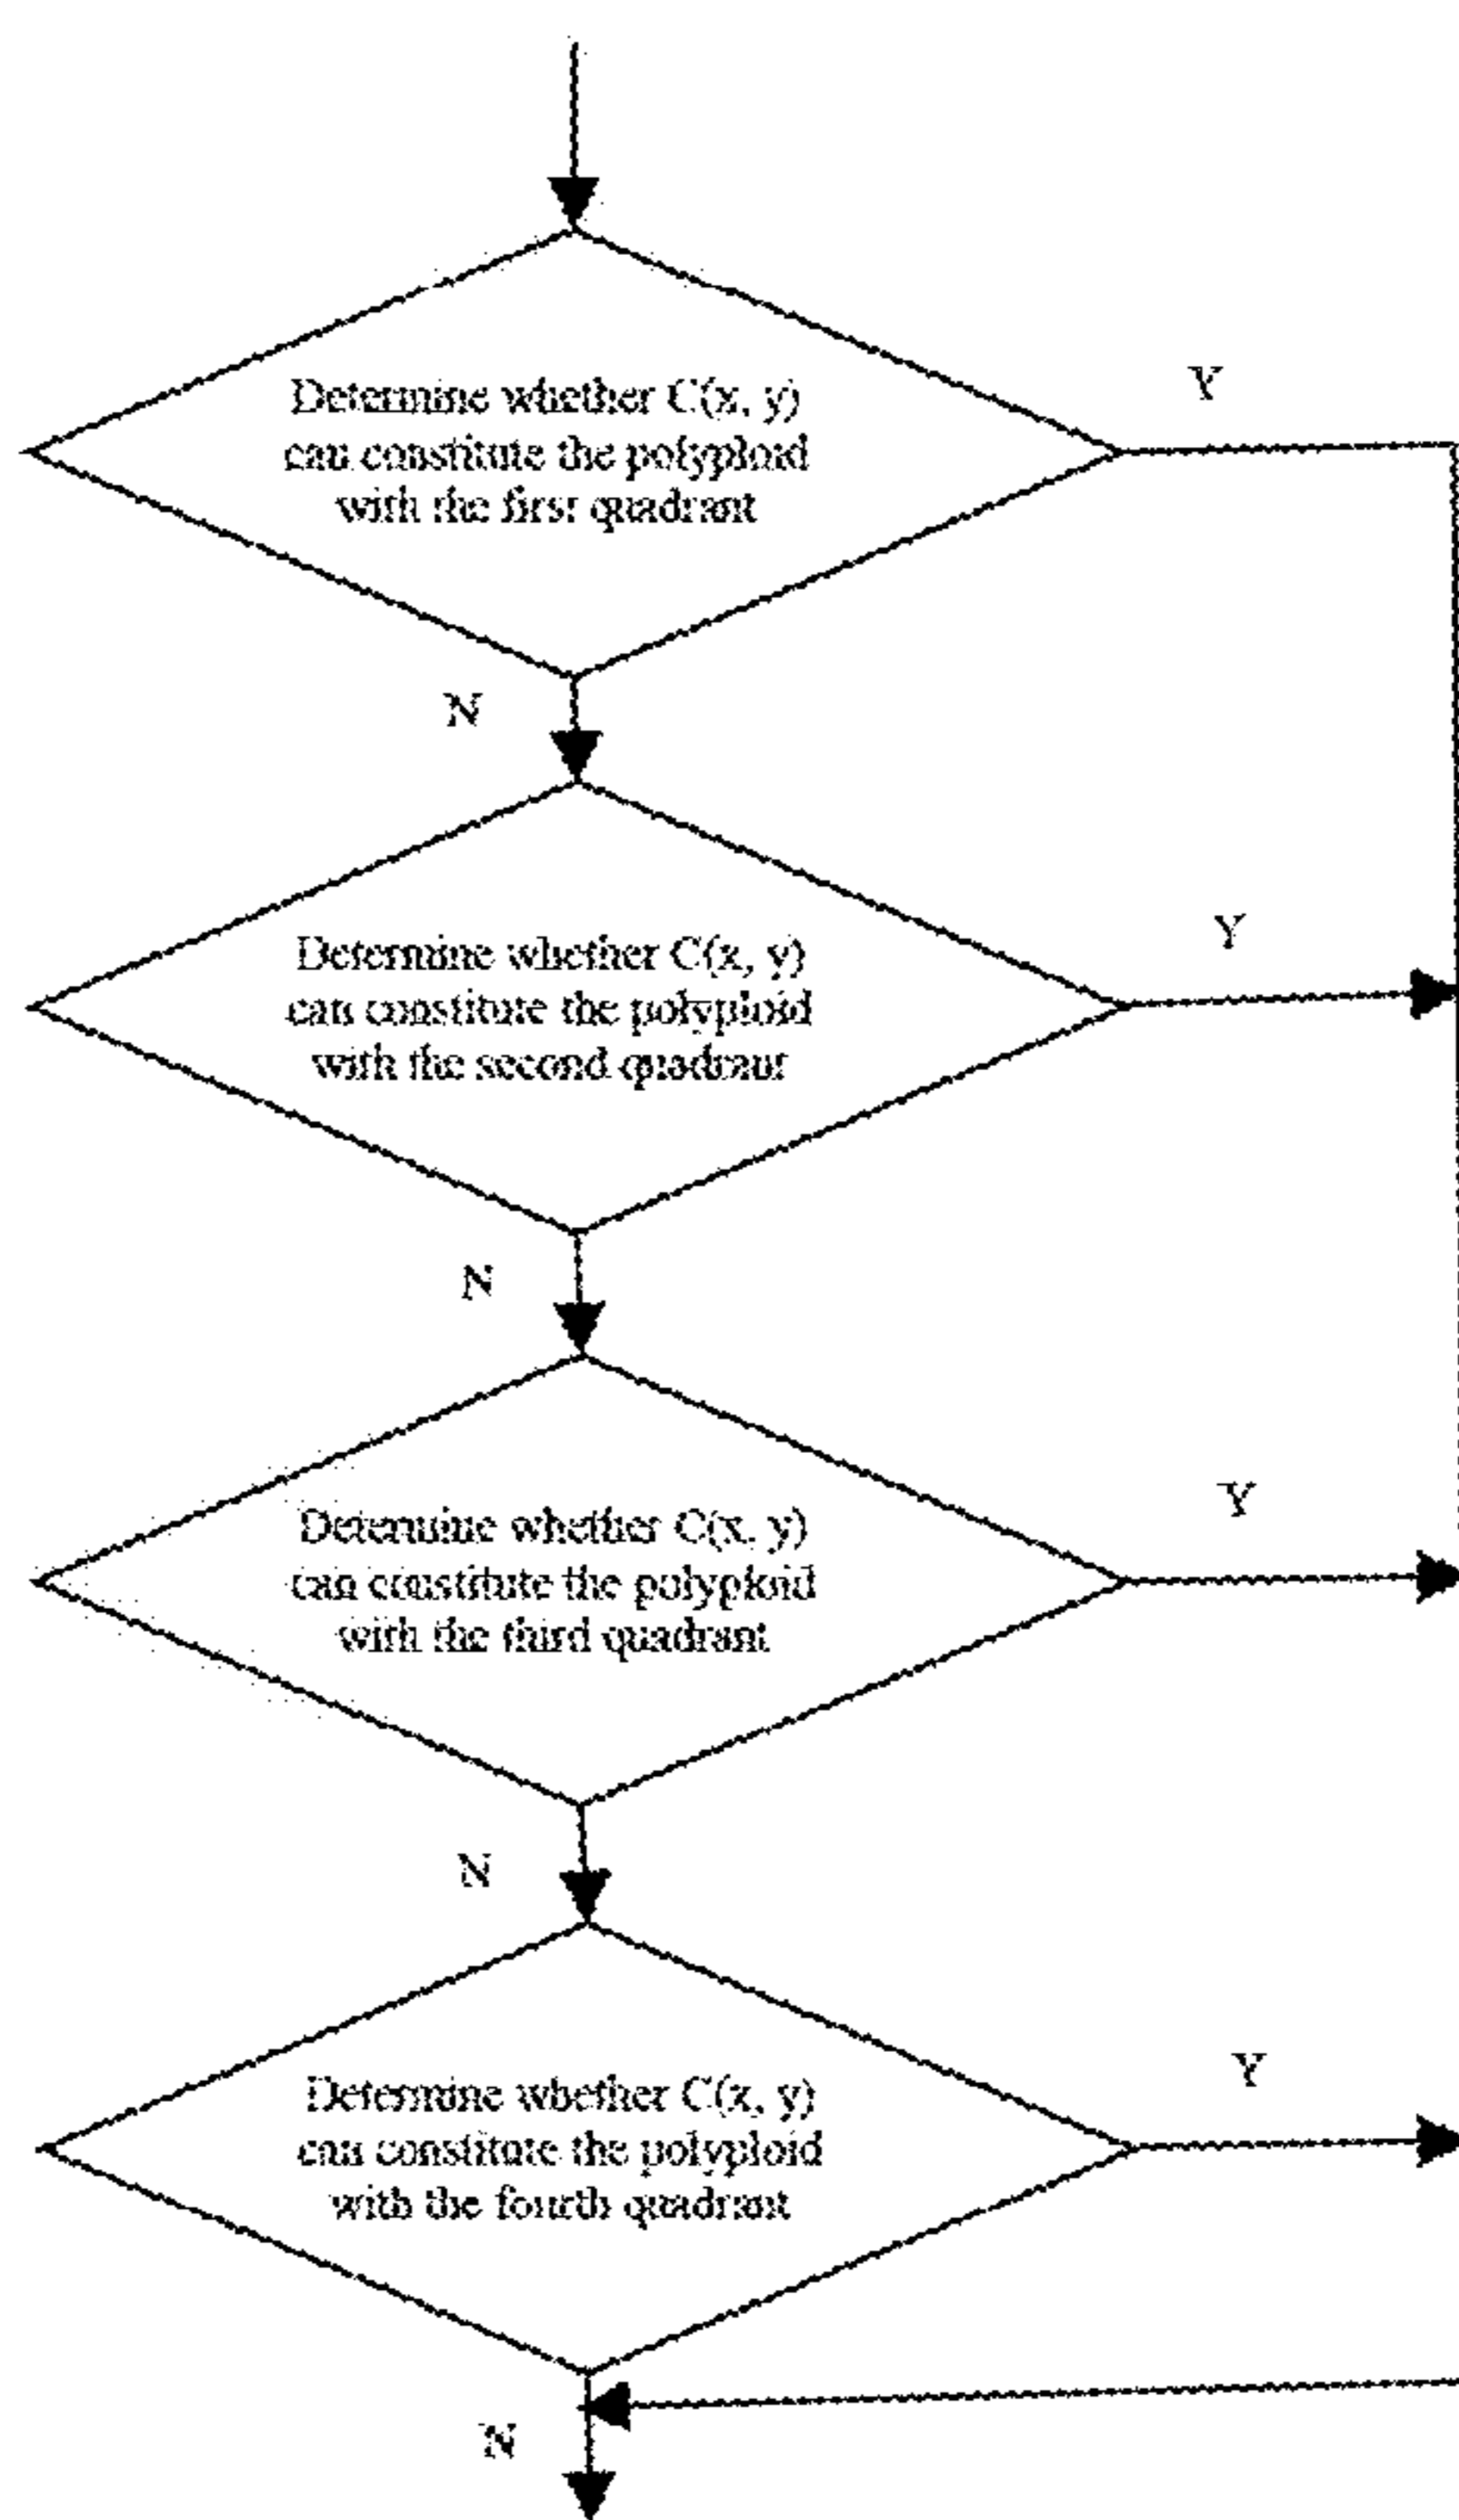 Determine whether C(x, y)
can constitute the polyploid
with the first quadrant
Y
N
Determine whether C(x, y)
can constitute the polyploid
with the second quadrant
Y
N
Determine whether C(x, y)
can constitute the polyploid
with the third quadrant
Y
N
Determine whether C(x, y)
can constitute the polyploid
with the fourth quadrant
Y
N